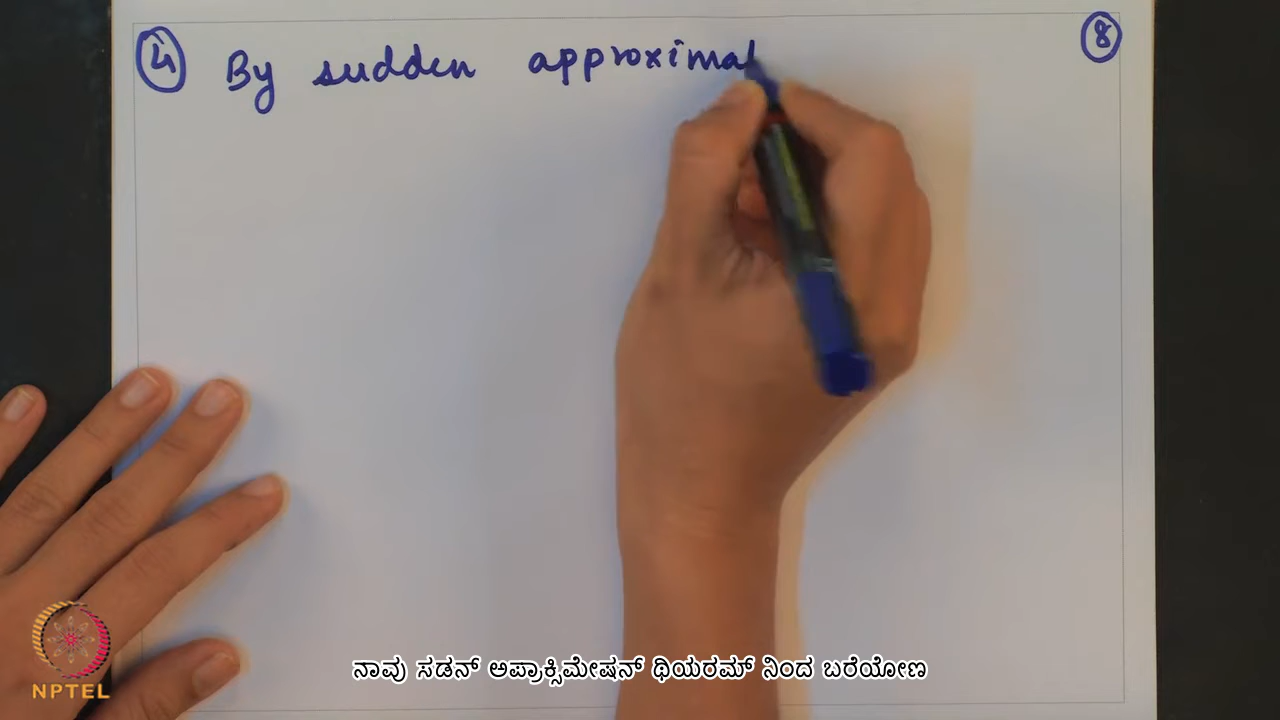 4 By sudden approximat 8
ನಾವು ಸಡನ್ ಅಪ್ರಾಕ್ಸಿಮೇಷನ್ ಥಿಯರಮ್ ನಿಂದ ಬರೆಯೋಣ
NPTEL